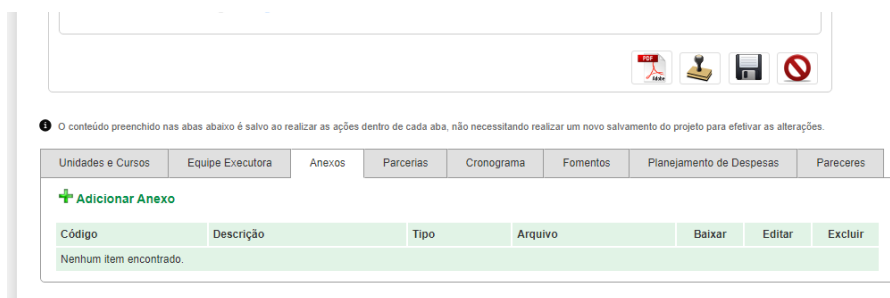 PDF
Adobe
O conteúdo preenchido nas abas abaixo é salvo ao realizar as ações dentro de cada aba, não necessitando realizar um novo salvamento do projeto para efetivar as alterações.
Unidades e Cursos Equipe Executora Anexos Parcerias Cronograma Fomentos Planejamento de Despesas Pareceres
Adicionar Anexo
Código Descrição Tipo Arquivo Baixar Editar Excluir
Nenhum item encontrado.